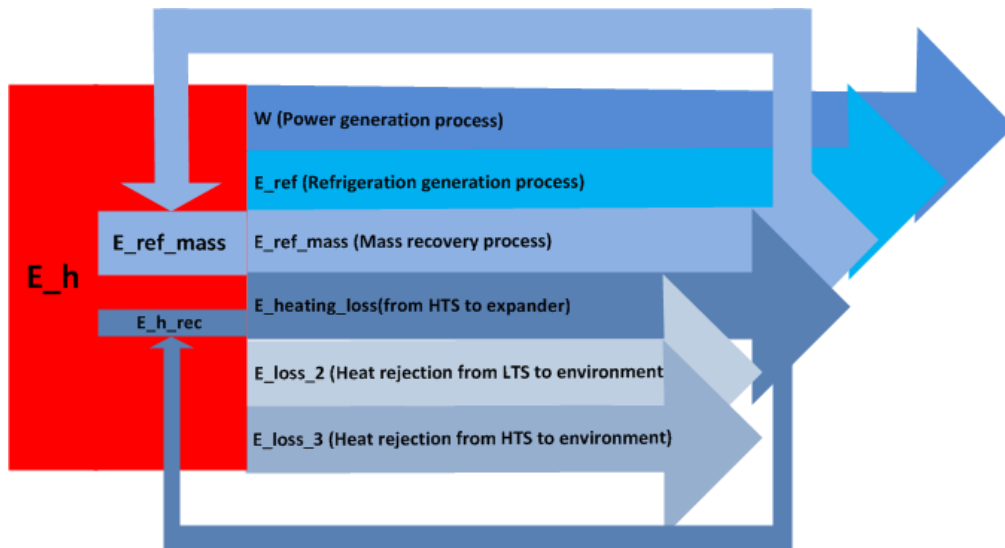 W (Power generation process)
E_ref (Refrigeration generation process)
E_ref_mass
E_ref_mass (Mass recovery process)
E_h
E_heating_loss(from HTS to expander)
E_h_rec
E_loss_2 (Heat rejection from LTS to environment
E_loss_3 (Heat rejection from HTS to environment)